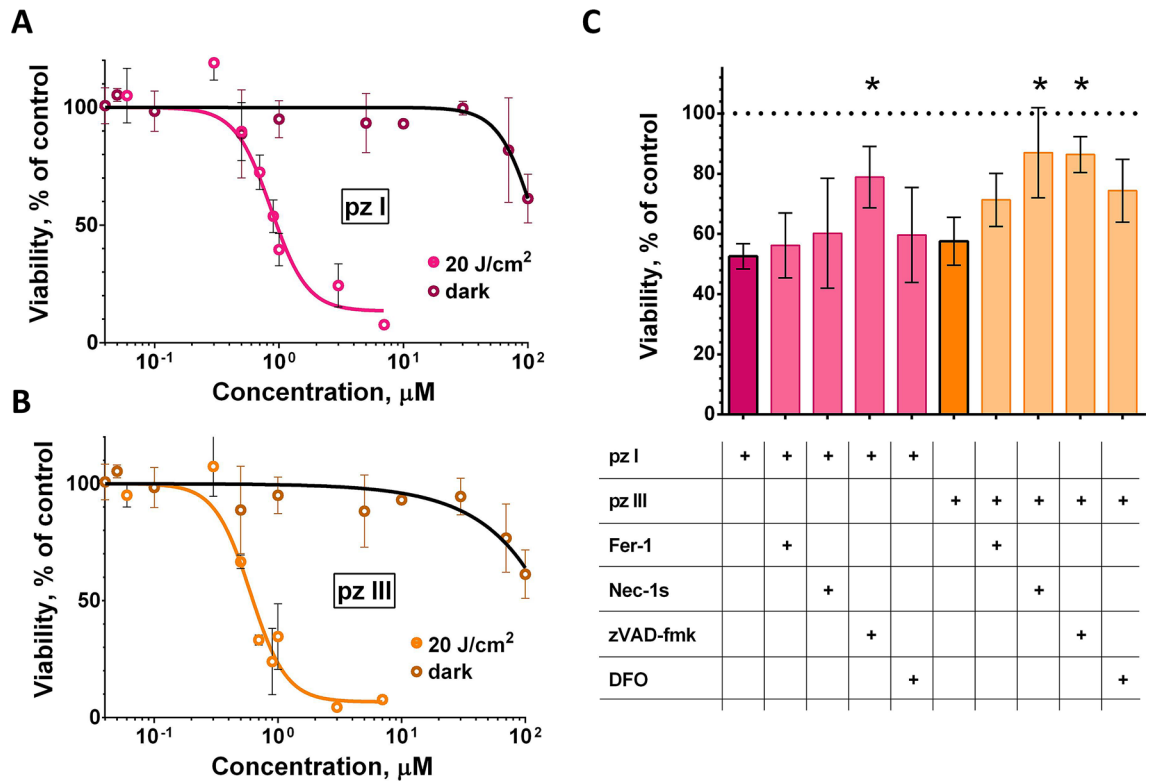 A
Viability, % of control
100
50
0
pz I
20 J/cm²
dark
10⁻¹ 10⁰ 10¹ 10²
Concentration, μM
B
Viability, % of control
100
50
0
pz III
20 J/cm²
dark
10⁻¹ 10⁰ 10¹ 10²
Concentration, μM
C
Viability, % of control
* * *
100
80
60
40
20
0
pz I + + + + +
pz III + + + + +
Fer-1 + +
Nec-1s + +
zVAD-fmk + +
DFO + +